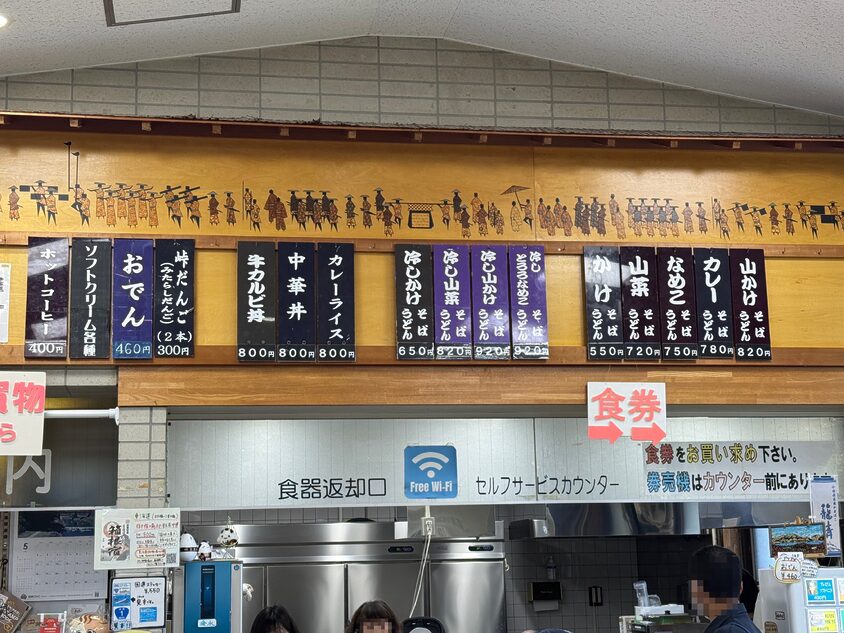 ホットコーヒー
400円
ソフトクリーム各種
おでん
460円
峠だんご
(みたらしだんご)(2本)
300円
牛カルビ丼
800円
中華丼
800円
カレーライス
800円
冷しかけ そば うどん
650円
冷し山菜 そば うどん
820円
冷し山かけ そば うどん
920円
冷し とろろなめこ そば うどん
920円
かけ そば うどん
550円
山菜 そば うどん
720円
なめこ そば うどん
750円
カレー そば うどん
780円
山かけ そば うどん
820円
買物
ら
内
食券
食器返却口
Free Wi-Fi
セルフサービスカウンター
食券をお買い求め下さい。
券売機はカウンター前にあ
5